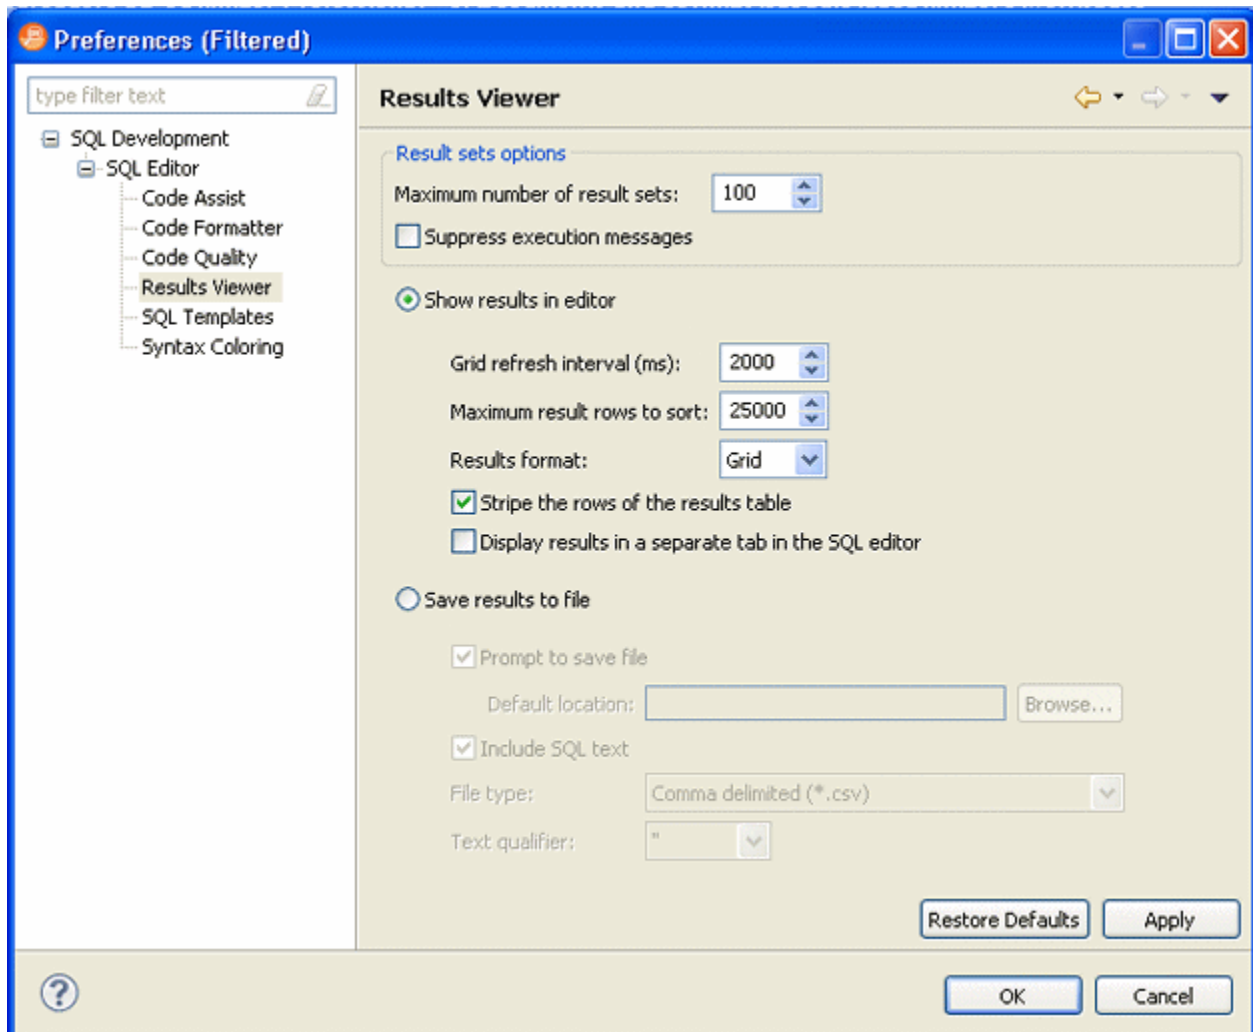 Preferences (Filtered)
type filter text
SQL Development
SQL Editor
Code Assist
Code Formatter
Code Quality
Results Viewer
SQL Templates
Syntax Coloring
Results Viewer
Result sets options
Maximum number of result sets: 100
Suppress execution messages
Show results in editor
Grid refresh interval (ms): 2000
Maximum result rows to sort: 25000
Results format: Grid
Stripe the rows of the results table
Display results in a separate tab in the SQL editor
Save results to file
Prompt to save file
Default location: Browse...
Include SQL text
File type: Comma delimited (*.csv)
Text qualifier: "
Restore Defaults Apply
? OK Cancel